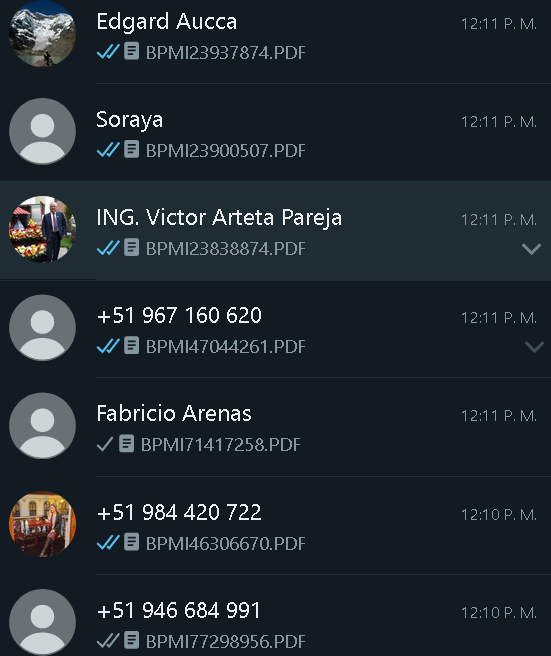 Edgard Aucca 12:11 P. M.
BPMI23937874.PDF
Soraya 12:11 P. M.
BPMI23900507.PDF
ING. Victor Arteta Pareja 12:11 P. M.
BPMI23838874.PDF
+51 967 160 620 12:11 P. M.
BPMI47044261.PDF
Fabricio Arenas 12:11 P. M.
BPMI71417258.PDF
+51 984 420 722 12:10 P. M.
BPMI46306670.PDF
+51 946 684 991 12:10 P. M.
BPMI77298956.PDF